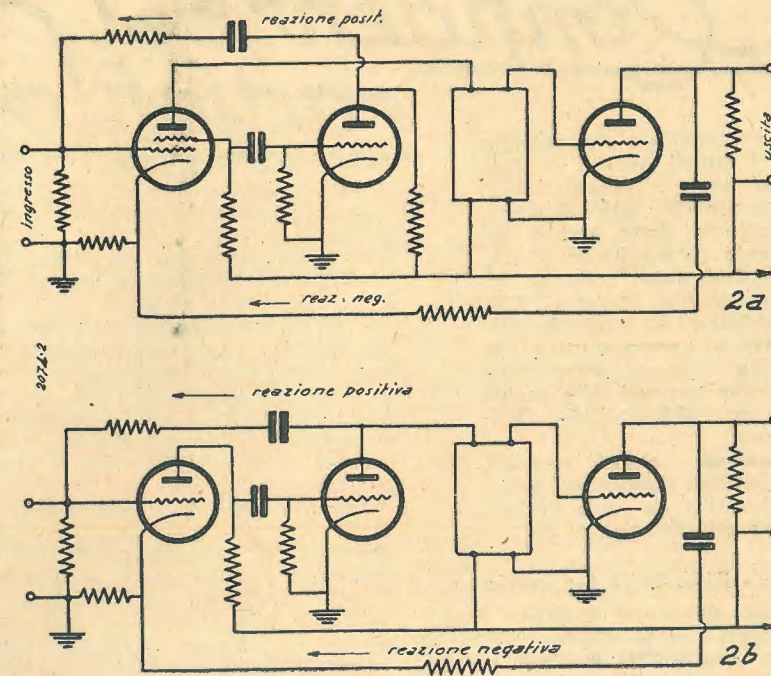 reazione posit.
ingresso
uscita
reaz. neg.
2a
2074.2
reazione positiva
reazione negativa
2b